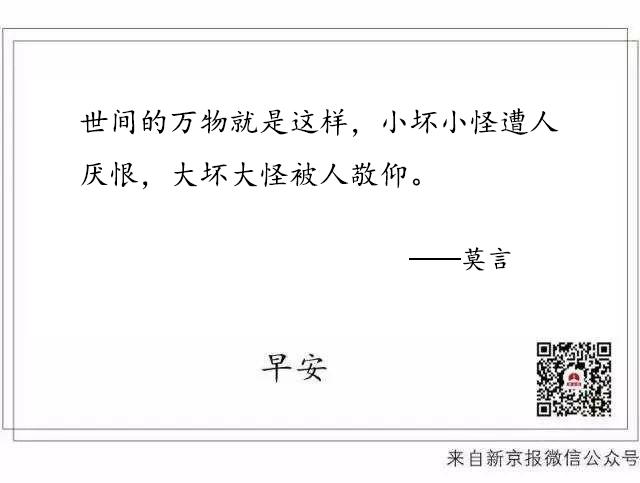 世间的万物就是这样，小坏小怪遭人
厌恨，大坏大怪被人敬仰。
——莫言
早安
来自新京报微信公众号